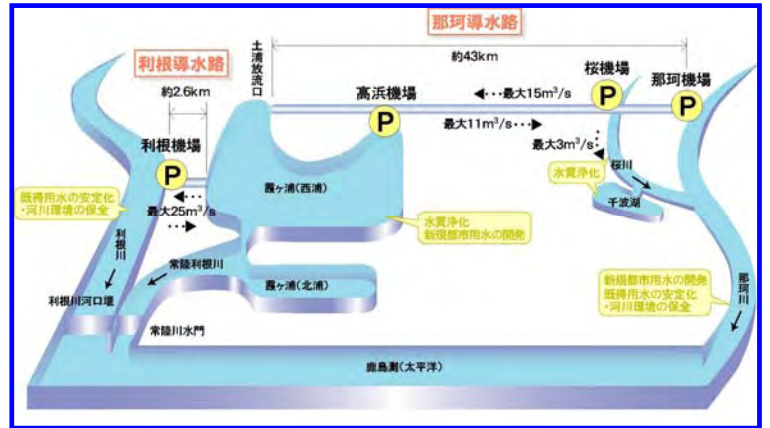 那珂導水路
約43km
利根導水路
約2.6km
土浦放流口
高浜機場
桜機場
那珂機場
最大15m³/s
最大11m³/s
最大3m³/s
P
P
P
P
利根機場
最大25m³/s
既得用水の安定化
・河川環境の保全
利根川
霞ヶ浦(西浦)
水質浄化
新規都市用水の開発
水質浄化
桜川
千波湖
常陸利根川
霞ヶ浦(北浦)
新規都市用水の開発
既得用水の安定化
・河川環境の保全
那珂川
利根川河口堰
常陸川水門
鹿島灘(太平洋)